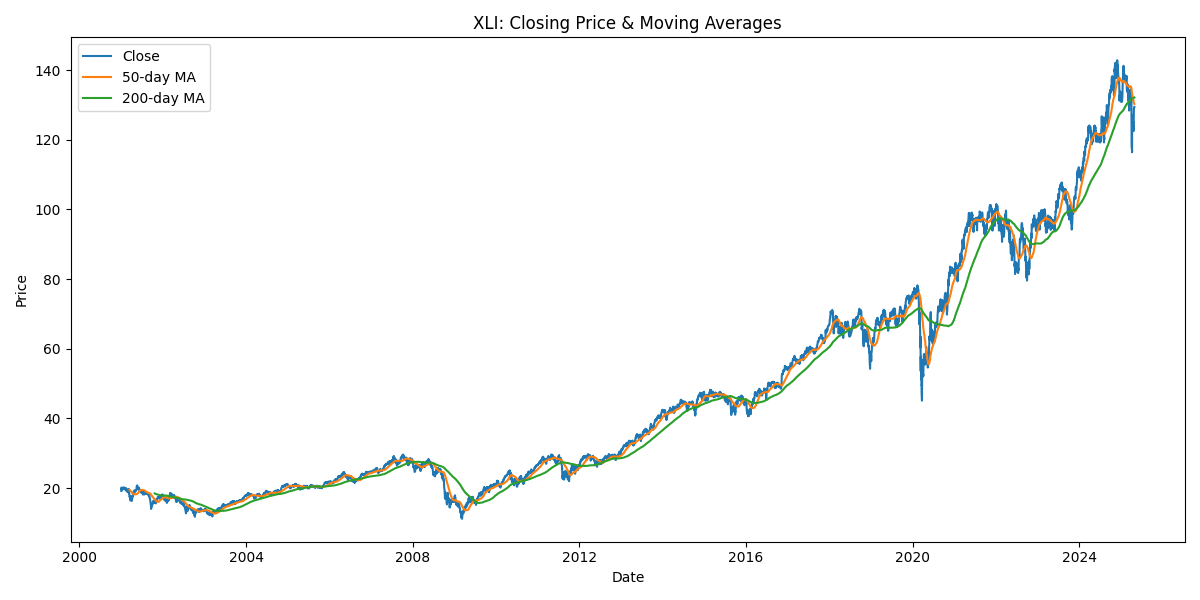 XLI: Closing Price & Moving Averages
Close
50-day MA
200-day MA
140
120
100
80
60
40
20
Price
2000 2004 2008 2012 2016 2020 2024
Date